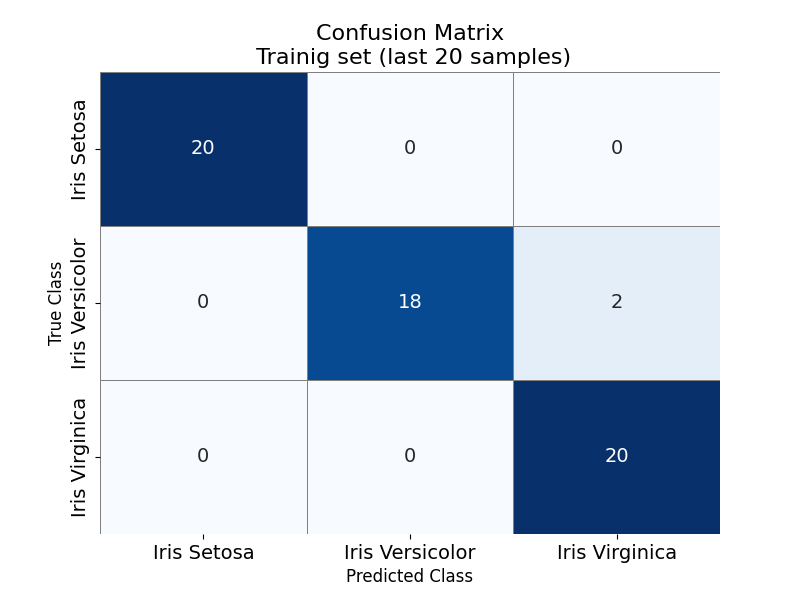 Confusion Matrix
Trainig set (last 20 samples)
True Class
Iris Setosa
20 0 0
Iris Versicolor
0 18 2
Iris Virginica
0 0 20
Iris Setosa Iris Versicolor Iris Virginica
Predicted Class